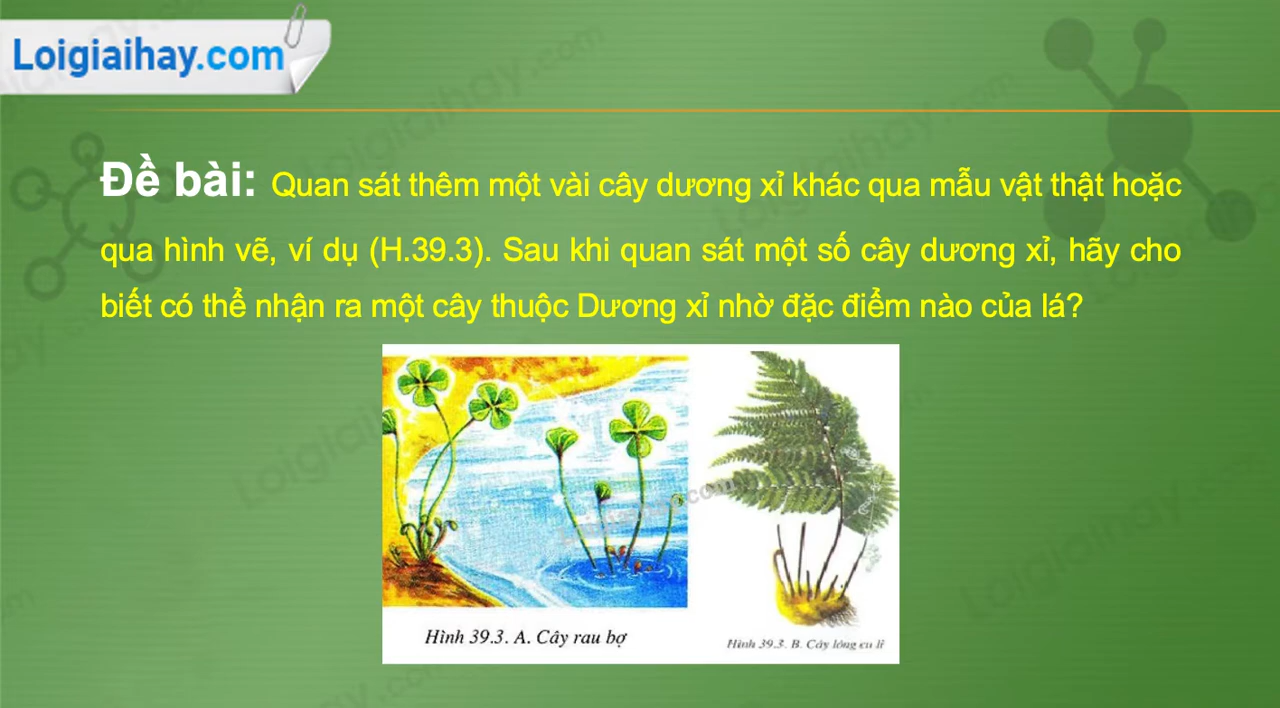 Loigiaihay.com
Đề bài: Quan sát thêm một vài cây dương xỉ khác qua mẫu vật thật hoặc
qua hình vẽ, ví dụ (H.39.3). Sau khi quan sát một số cây dương xỉ, hãy cho
biết có thể nhận ra một cây thuộc Dương xỉ nhờ đặc điểm nào của lá?
Hình 39.3. A. Cây rau bợ
Hình 39.3. B. Cây lông cu li